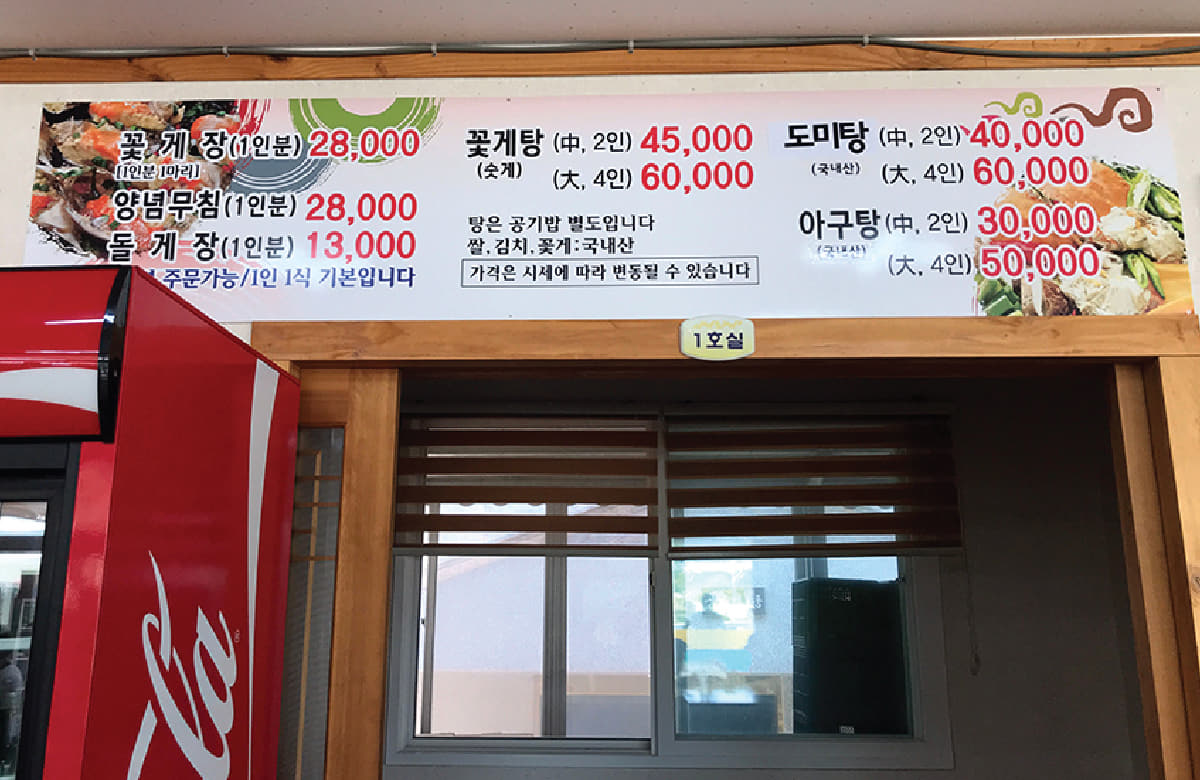 꽃 게 장(1인분) 28,000
[1인분 1마리]
양념무침(1인분) 28,000
돌 게 장(1인분) 13,000
주문가능/1인 1식 기본입니다
꽃게탕 (中, 2인) 45,000
(숫게) (大, 4인) 60,000
탕은 공기밥 별도입니다
쌀, 김치, 꽃게:국내산
가격은 시세에 따라 변동될 수 있습니다
도미탕 (中, 2인) 40,000
(국내산) (大, 4인) 60,000
아구탕 (中, 2인) 30,000
(국내산) (大, 4인) 50,000
1호실